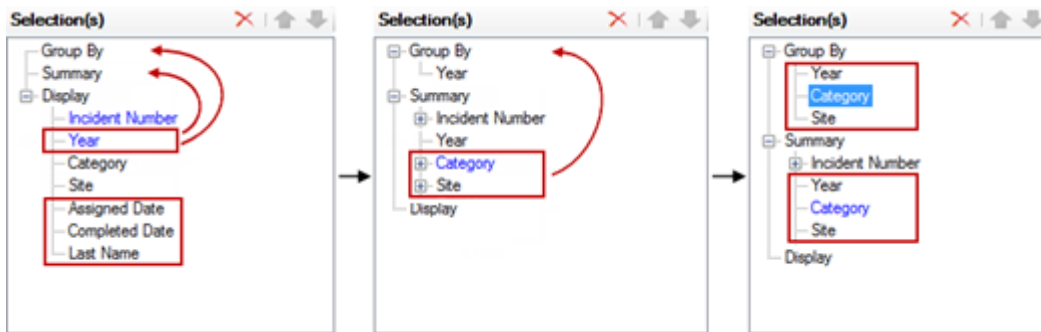 Selection(s)
Group By
Summary
Display
Incident Number
Year
Category
Site
Assigned Date
Completed Date
Last Name
Selection(s)
Group By
Year
Summary
Incident Number
Year
Category
Site
Display
Selection(s)
Group By
Year
Category
Site
Summary
Incident Number
Year
Category
Site
Display